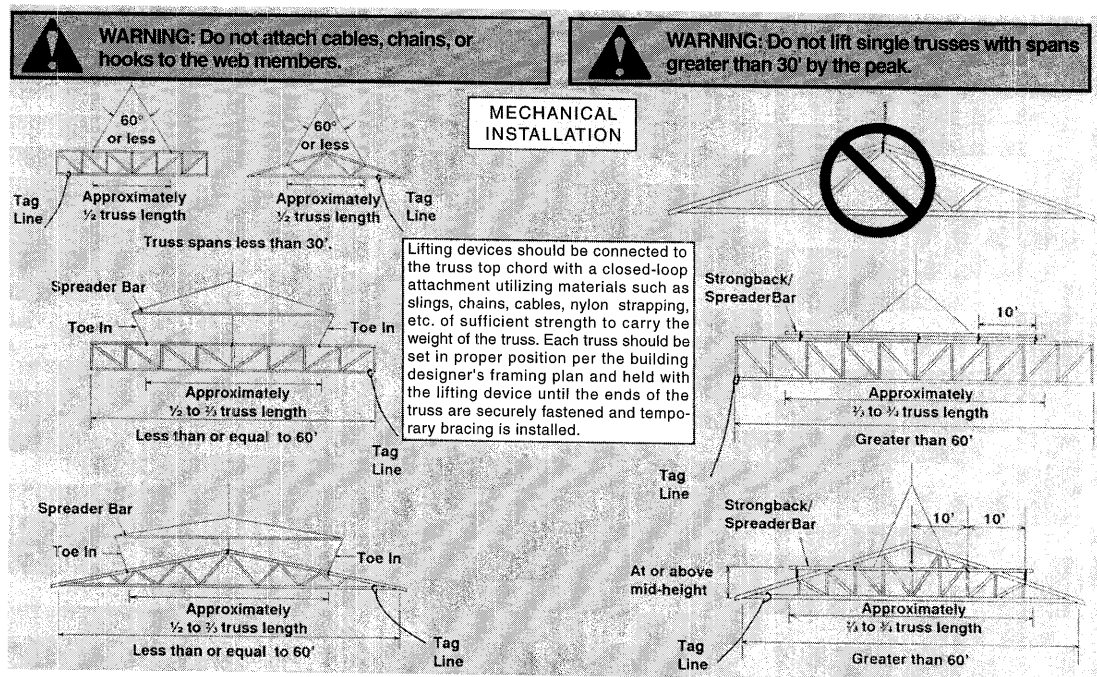 WARNING: Do not attach cables, chains, or
hooks to the web members.
WARNING: Do not lift single trusses with spans
greater than 30' by the peak.
MECHANICAL
INSTALLATION
60°
or less
60°
or less
Tag
Line
Approximately
½ truss length
Approximately
½ truss length
Tag
Line
Truss spans less than 30'.
Lifting devices should be connected to
the truss top chord with a closed-loop
attachment utilizing materials such as
slings, chains, cables, nylon strapping,
etc. of sufficient strength to carry the
weight of the truss. Each truss should be
set in proper position per the building
designer's framing plan and held with
the lifting device until the ends of the
truss are securely fastened and tempo-
rary bracing is installed.
Spreader Bar
Toe In
Toe In
Approximately
½ to ⅔ truss length
Less than or equal to 60'
Tag
Line
Strongback/
SpreaderBar
10'
Approximately
⅔ to ¾ truss length
Greater than 60'
Tag
Line
Spreader Bar
Toe In
Toe In
Approximately
½ to ⅔ truss length
Less than or equal to 60'
Tag
Line
Strongback/
SpreaderBar
10'
10'
At or above
mid-height
Approximately
⅔ to ¾ truss length
Tag
Line
Greater than 60'